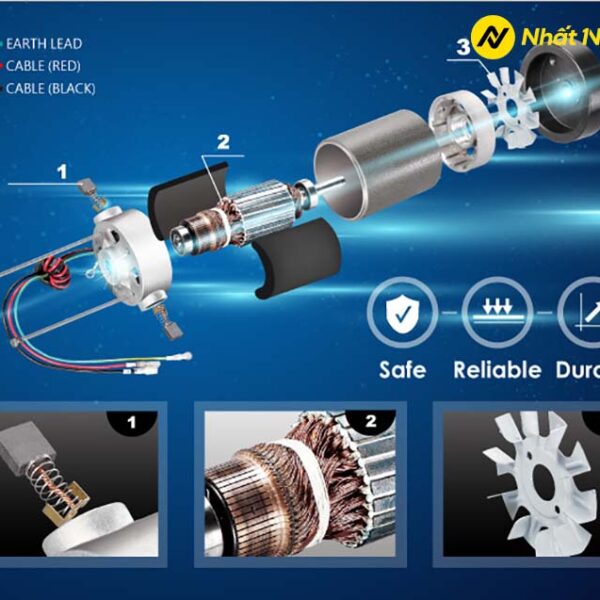 Nhất N
EARTH LEAD
CABLE (RED)
CABLE (BLACK)
3
2
1
Safe
Reliable
Dura
1
2